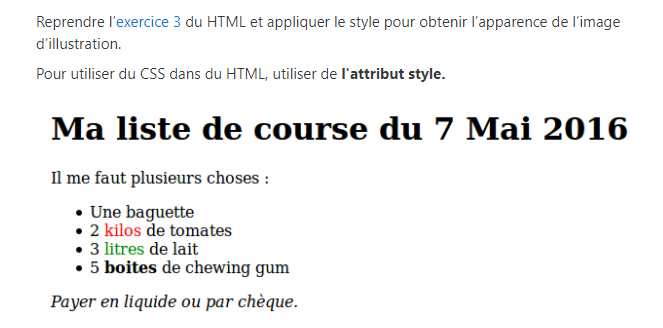 Reprendre l’exercice 3 du HTML et appliquer le style pour obtenir l’apparence de l’image
d’illustration.
Pour utiliser du CSS dans du HTML, utiliser de l'attribut style.
Ma liste de course du 7 Mai 2016
Il me faut plusieurs choses :
• Une baguette
• 2 kilos de tomates
• 3 litres de lait
• 5 boites de chewing gum
Payer en liquide ou par chèque.